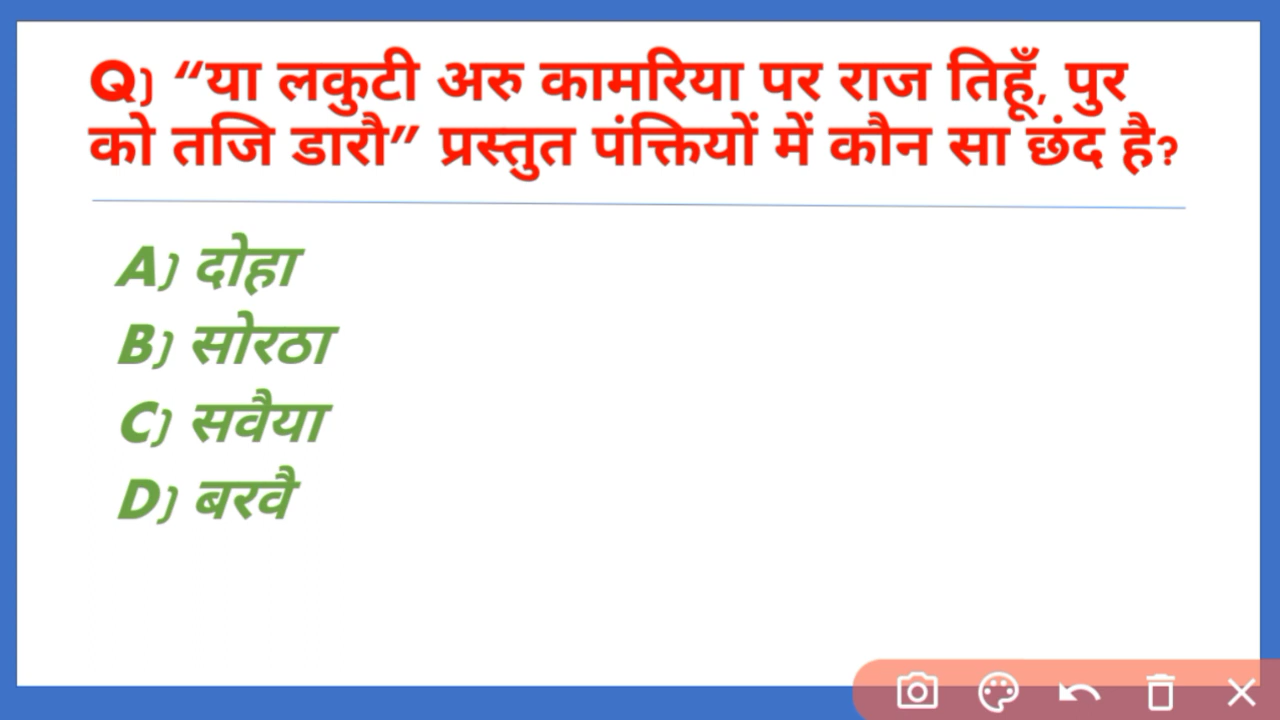 Q) “या लकुटी अरु कामरिया पर राज तिहूँ, पुर
को तजि डारौ” प्रस्तुत पंक्तियों में कौन सा छंद है?
A) दोहा
B) सोरठा
C) सवैया
D) बरवै